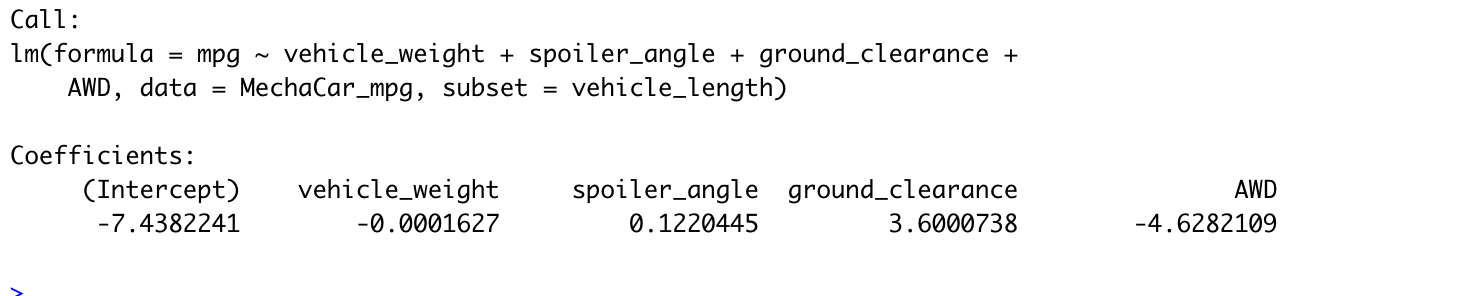 Call:
lm(formula = mpg ~ vehicle_weight + spoiler_angle + ground_clearance +
    AWD, data = MechaCar_mpg, subset = vehicle_length)
Coefficients:
     (Intercept)    vehicle_weight     spoiler_angle  ground_clearance               AWD
      -7.4382241        -0.0001627         0.1220445         3.6000738        -4.6282109
>